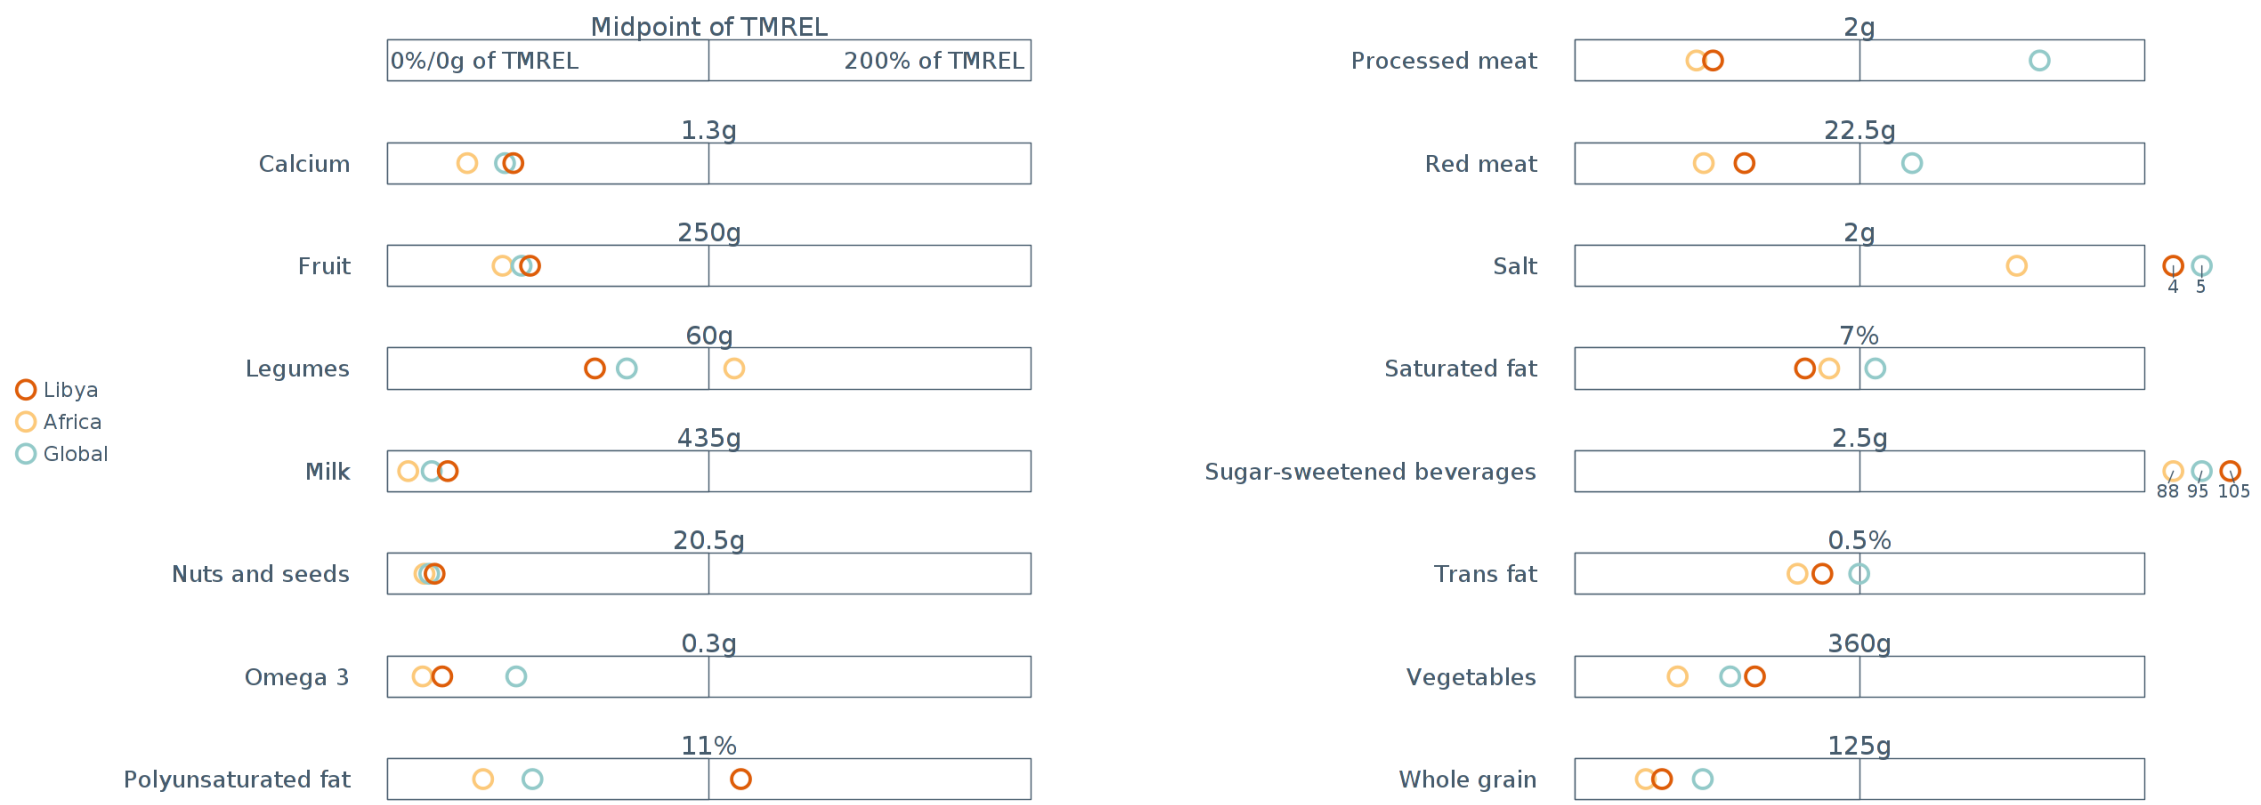 Midpoint of TMREL
0%/0g of TMREL
200% of TMREL
1.3g
Calcium
250g
Fruit
60g
Legumes
435g
Milk
20.5g
Nuts and seeds
0.3g
Omega 3
11%
Polyunsaturated fat
Libya
Africa
Global
2g
Processed meat
22.5g
Red meat
2g
Salt
4 5
7%
Saturated fat
2.5g
Sugar-sweetened beverages
88 95 105
0.5%
Trans fat
360g
Vegetables
125g
Whole grain